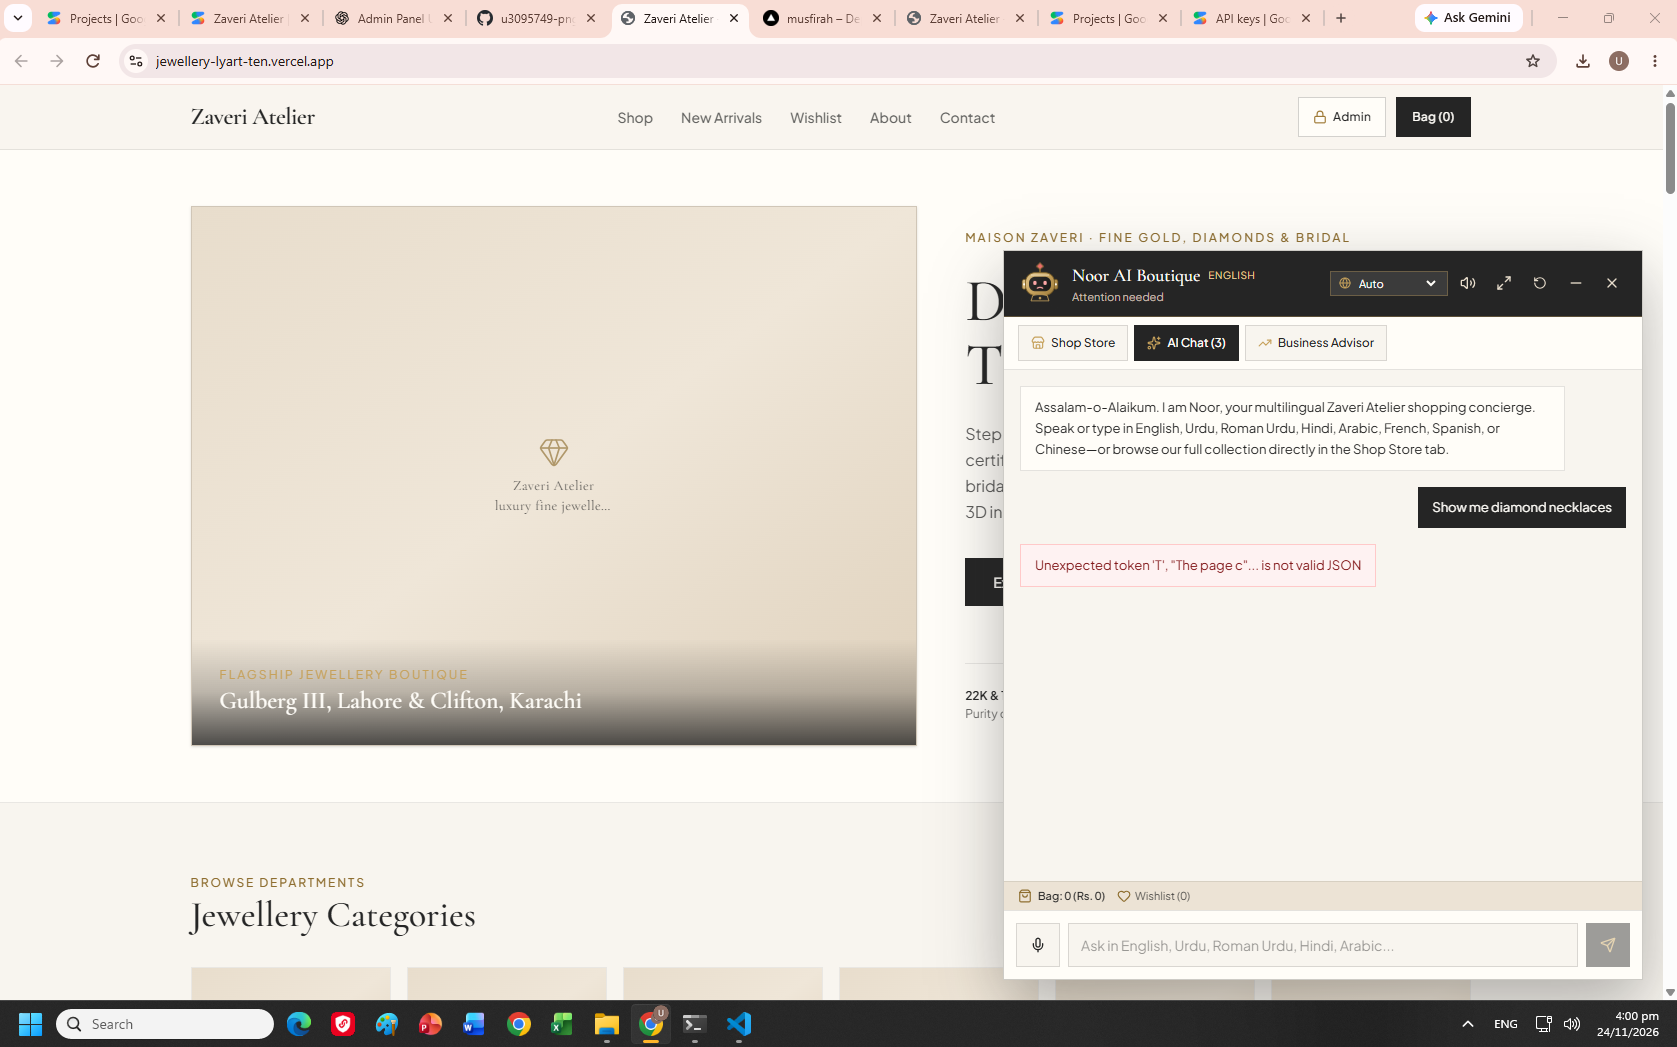 Projects | Goo
Zaveri Atelier
Admin Panel
u3095749-pn
Zaveri Atelier
musfirah – De
Zaveri Atelier
Projects | Goo
API keys | Goo
Ask Gemini
jewellery-lyart-ten.vercel.app
U
Zaveri Atelier
Shop
New Arrivals
Wishlist
About
Contact
Admin
Bag (0)
Zaveri Atelier
luxury fine jewelle...
FLAGSHIP JEWELLERY BOUTIQUE
Gulberg III, Lahore & Clifton, Karachi
MAISON ZAVERI · FINE GOLD, DIAMONDS & BRIDAL
D
T
Step
certif
brida
3D in
E
22K &
Purity
Noor AI Boutique ENGLISH
Attention needed
Auto
Shop Store
AI Chat (3)
Business Advisor
Assalam-o-Alaikum. I am Noor, your multilingual Zaveri Atelier shopping concierge.
Speak or type in English, Urdu, Roman Urdu, Hindi, Arabic, French, Spanish, or
Chinese—or browse our full collection directly in the Shop Store tab.
Show me diamond necklaces
Unexpected token 'T', "The page c"... is not valid JSON
Bag: 0 (Rs. 0)
Wishlist (0)
Ask in English, Urdu, Roman Urdu, Hindi, Arabic...
BROWSE DEPARTMENTS
Jewellery Categories
Search
U
ENG
4:00 pm
24/11/2026